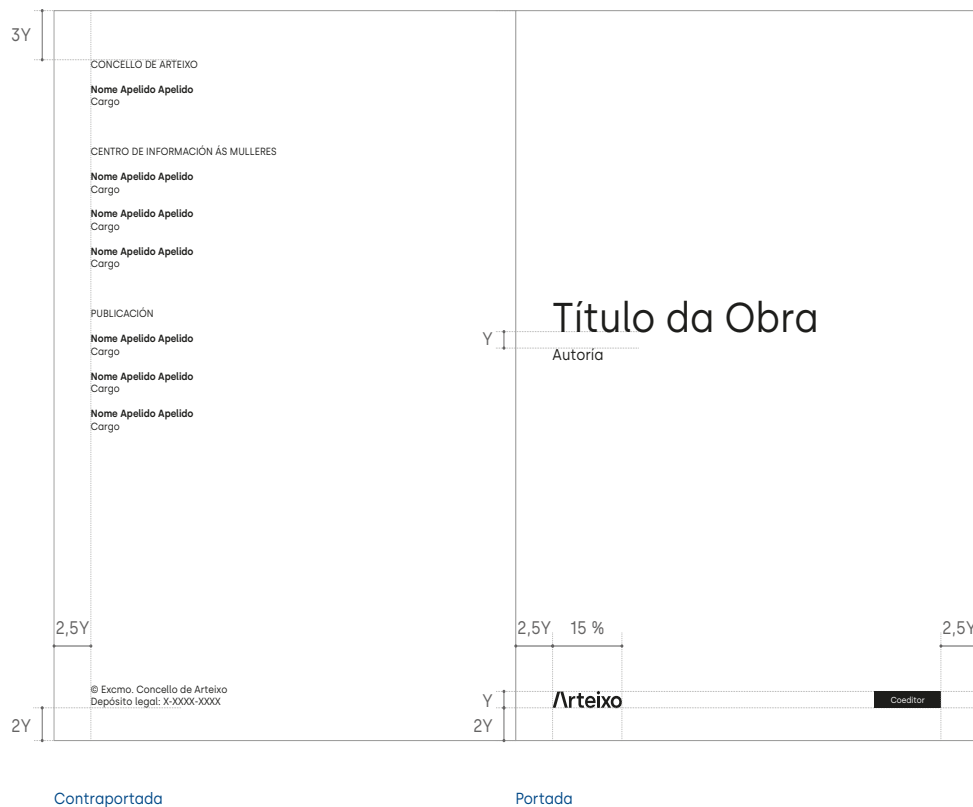 3Y
CONCELLO DE ARTEIXO
Nome Apelido Apelido
Cargo
CENTRO DE INFORMACIÓN ÁS MULLERES
Nome Apelido Apelido
Cargo
Nome Apelido Apelido
Cargo
Nome Apelido Apelido
Cargo
PUBLICACIÓN
Nome Apelido Apelido
Cargo
Nome Apelido Apelido
Cargo
Nome Apelido Apelido
Cargo
2,5Y
© Excmo. Concello de Arteixo
Depósito legal: X-XXXX-XXXX
2Y
Contraportada
Título da Obra
Y
Autoría
2,5Y 15 % 2,5Y
Y Arteixo Coeditor
2Y
Portada